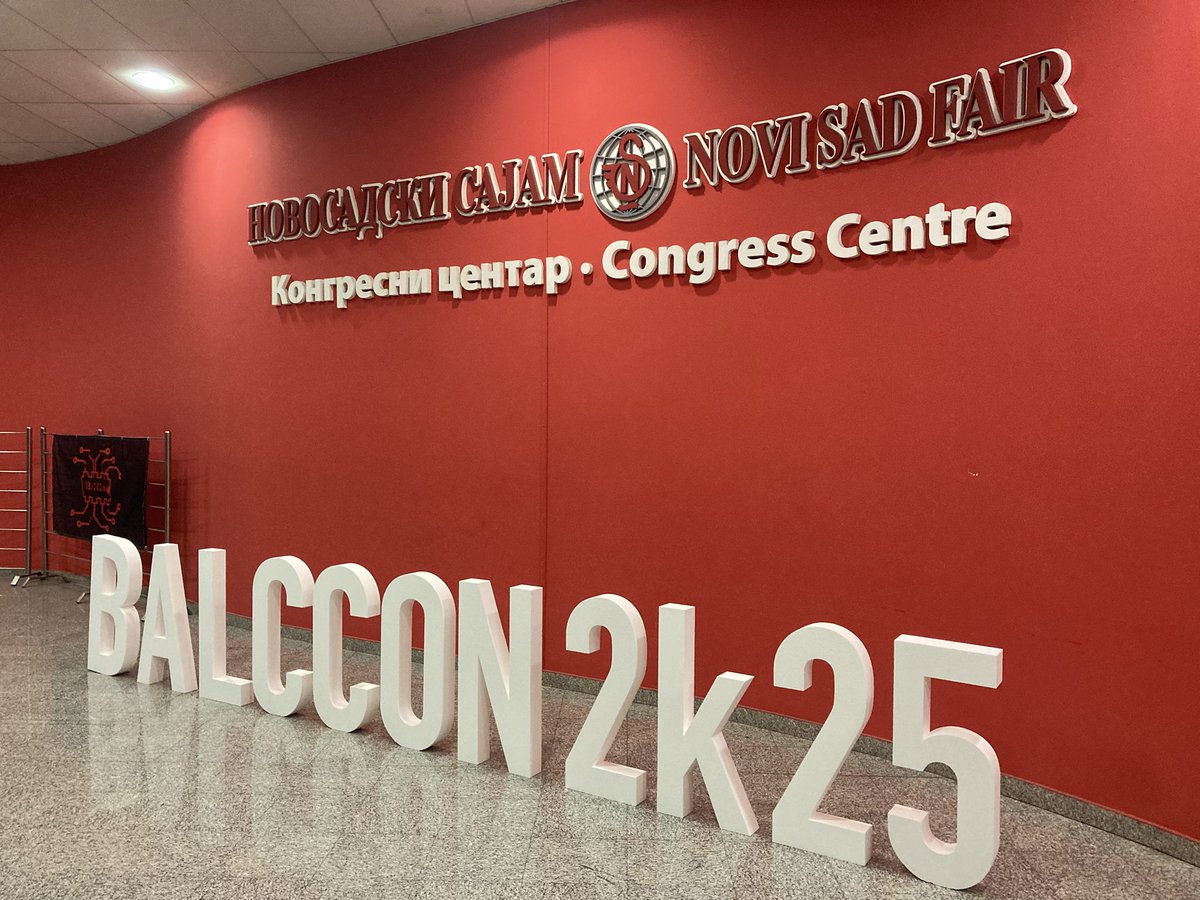 НОВОСАДСКИ САЈАМ NOVI SAD FAIR
Конгресни центар · Congress Centre
BALCCON 2k25